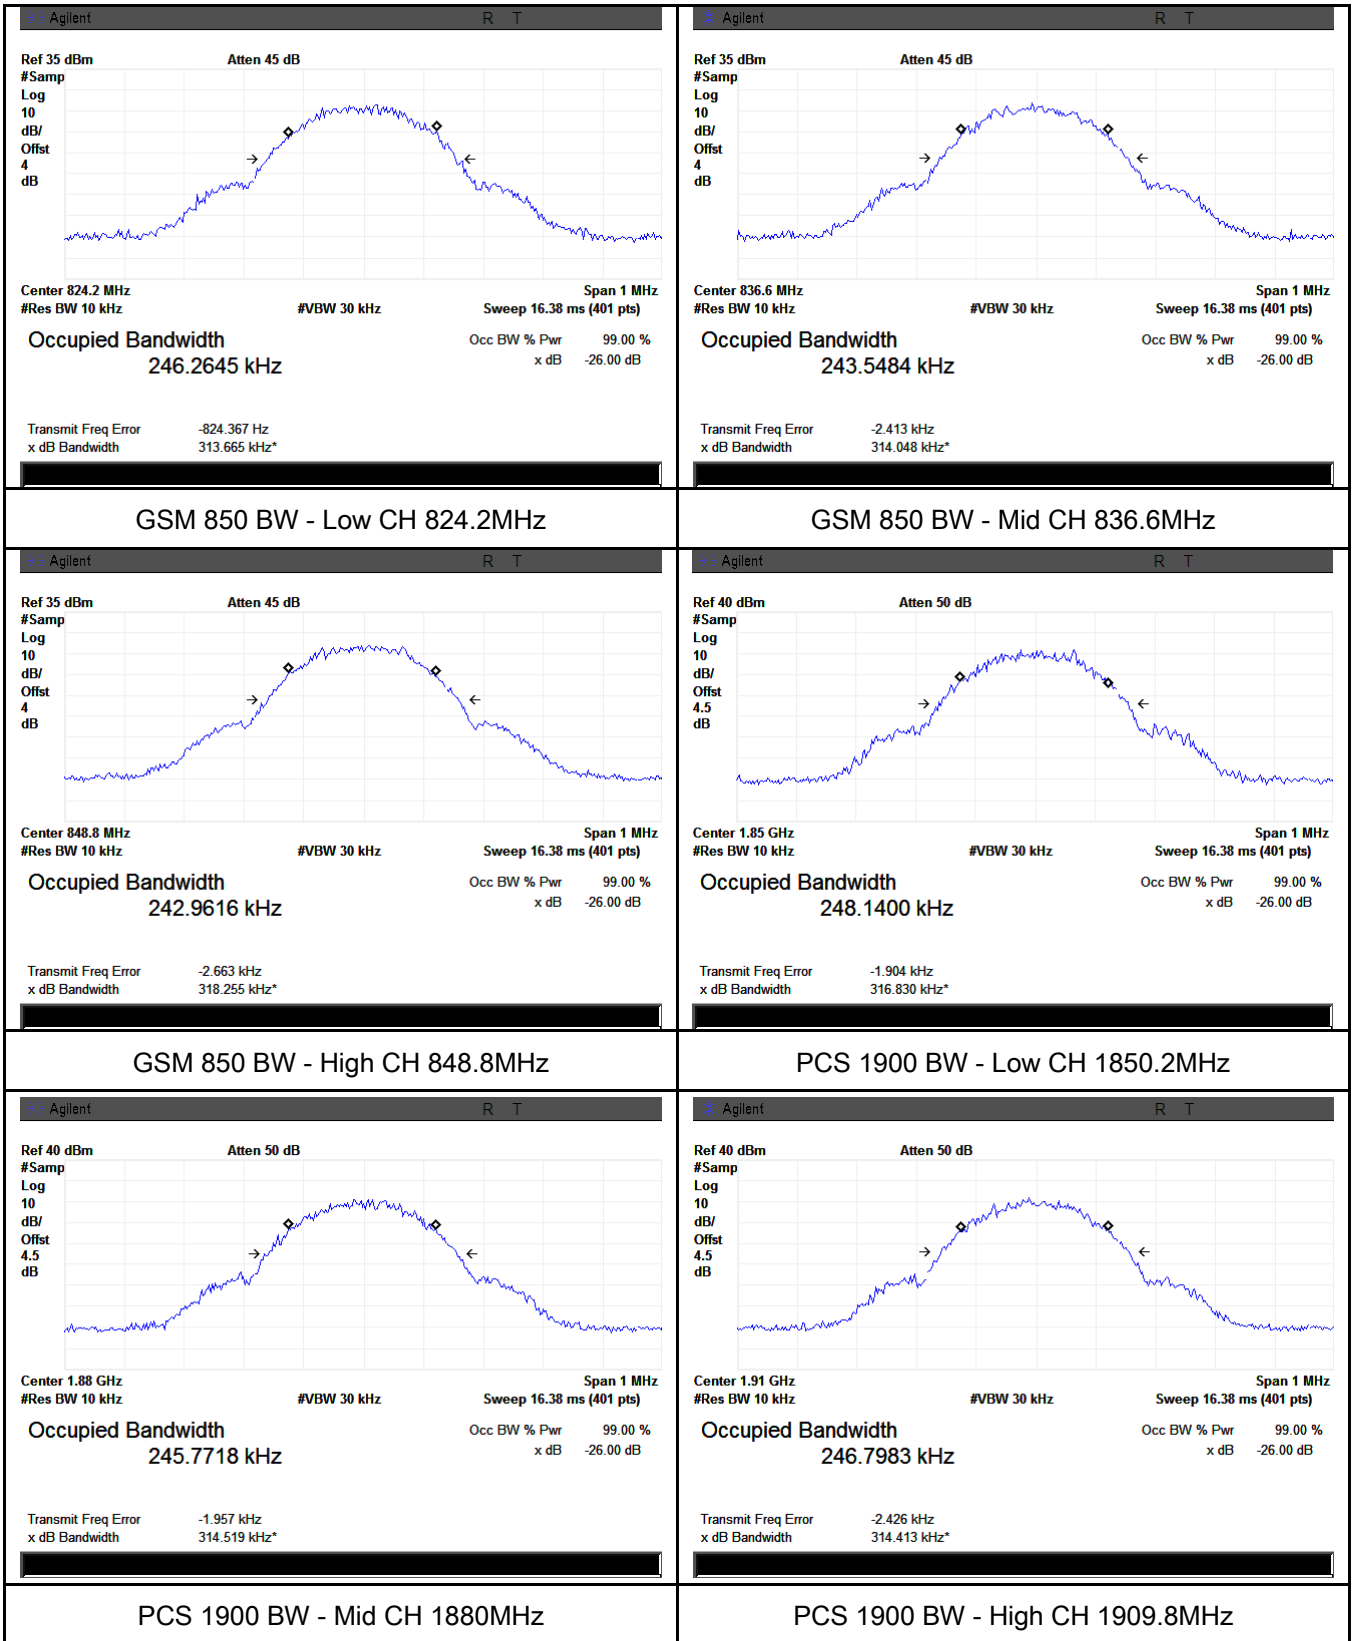 Agilent R T
Ref 35 dBm Atten 45 dB
#Samp
Log
10
dB/
Offst
4
dB
Center 824.2 MHz Span 1 MHz
#Res BW 10 kHz #VBW 30 kHz Sweep 16.38 ms (401 pts)
Occupied Bandwidth Occ BW % Pwr 99.00 %
246.2645 kHz x dB -26.00 dB
Transmit Freq Error -824.367 Hz
x dB Bandwidth 313.665 kHz*
GSM 850 BW - Low CH 824.2MHz
Agilent R T
Ref 35 dBm Atten 45 dB
#Samp
Log
10
dB/
Offst
4
dB
Center 836.6 MHz Span 1 MHz
#Res BW 10 kHz #VBW 30 kHz Sweep 16.38 ms (401 pts)
Occupied Bandwidth Occ BW % Pwr 99.00 %
243.5484 kHz x dB -26.00 dB
Transmit Freq Error -2.413 kHz
x dB Bandwidth 314.048 kHz*
GSM 850 BW - Mid CH 836.6MHz
Agilent R T
Ref 35 dBm Atten 45 dB
#Samp
Log
10
dB/
Offst
4
dB
Center 848.8 MHz Span 1 MHz
#Res BW 10 kHz #VBW 30 kHz Sweep 16.38 ms (401 pts)
Occupied Bandwidth Occ BW % Pwr 99.00 %
242.9616 kHz x dB -26.00 dB
Transmit Freq Error -2.663 kHz
x dB Bandwidth 318.255 kHz*
GSM 850 BW - High CH 848.8MHz
Agilent R T
Ref 40 dBm Atten 50 dB
#Samp
Log
10
dB/
Offst
4.5
dB
Center 1.85 GHz Span 1 MHz
#Res BW 10 kHz #VBW 30 kHz Sweep 16.38 ms (401 pts)
Occupied Bandwidth Occ BW % Pwr 99.00 %
248.1400 kHz x dB -26.00 dB
Transmit Freq Error -1.904 kHz
x dB Bandwidth 316.830 kHz*
PCS 1900 BW - Low CH 1850.2MHz
Agilent R T
Ref 40 dBm Atten 50 dB
#Samp
Log
10
dB/
Offst
4.5
dB
Center 1.88 GHz Span 1 MHz
#Res BW 10 kHz #VBW 30 kHz Sweep 16.38 ms (401 pts)
Occupied Bandwidth Occ BW % Pwr 99.00 %
245.7718 kHz x dB -26.00 dB
Transmit Freq Error -1.957 kHz
x dB Bandwidth 314.519 kHz*
PCS 1900 BW - Mid CH 1880MHz
Agilent R T
Ref 40 dBm Atten 50 dB
#Samp
Log
10
dB/
Offst
4.5
dB
Center 1.91 GHz Span 1 MHz
#Res BW 10 kHz #VBW 30 kHz Sweep 16.38 ms (401 pts)
Occupied Bandwidth Occ BW % Pwr 99.00 %
246.7983 kHz x dB -26.00 dB
Transmit Freq Error -2.426 kHz
x dB Bandwidth 314.413 kHz*
PCS 1900 BW - High CH 1909.8MHz